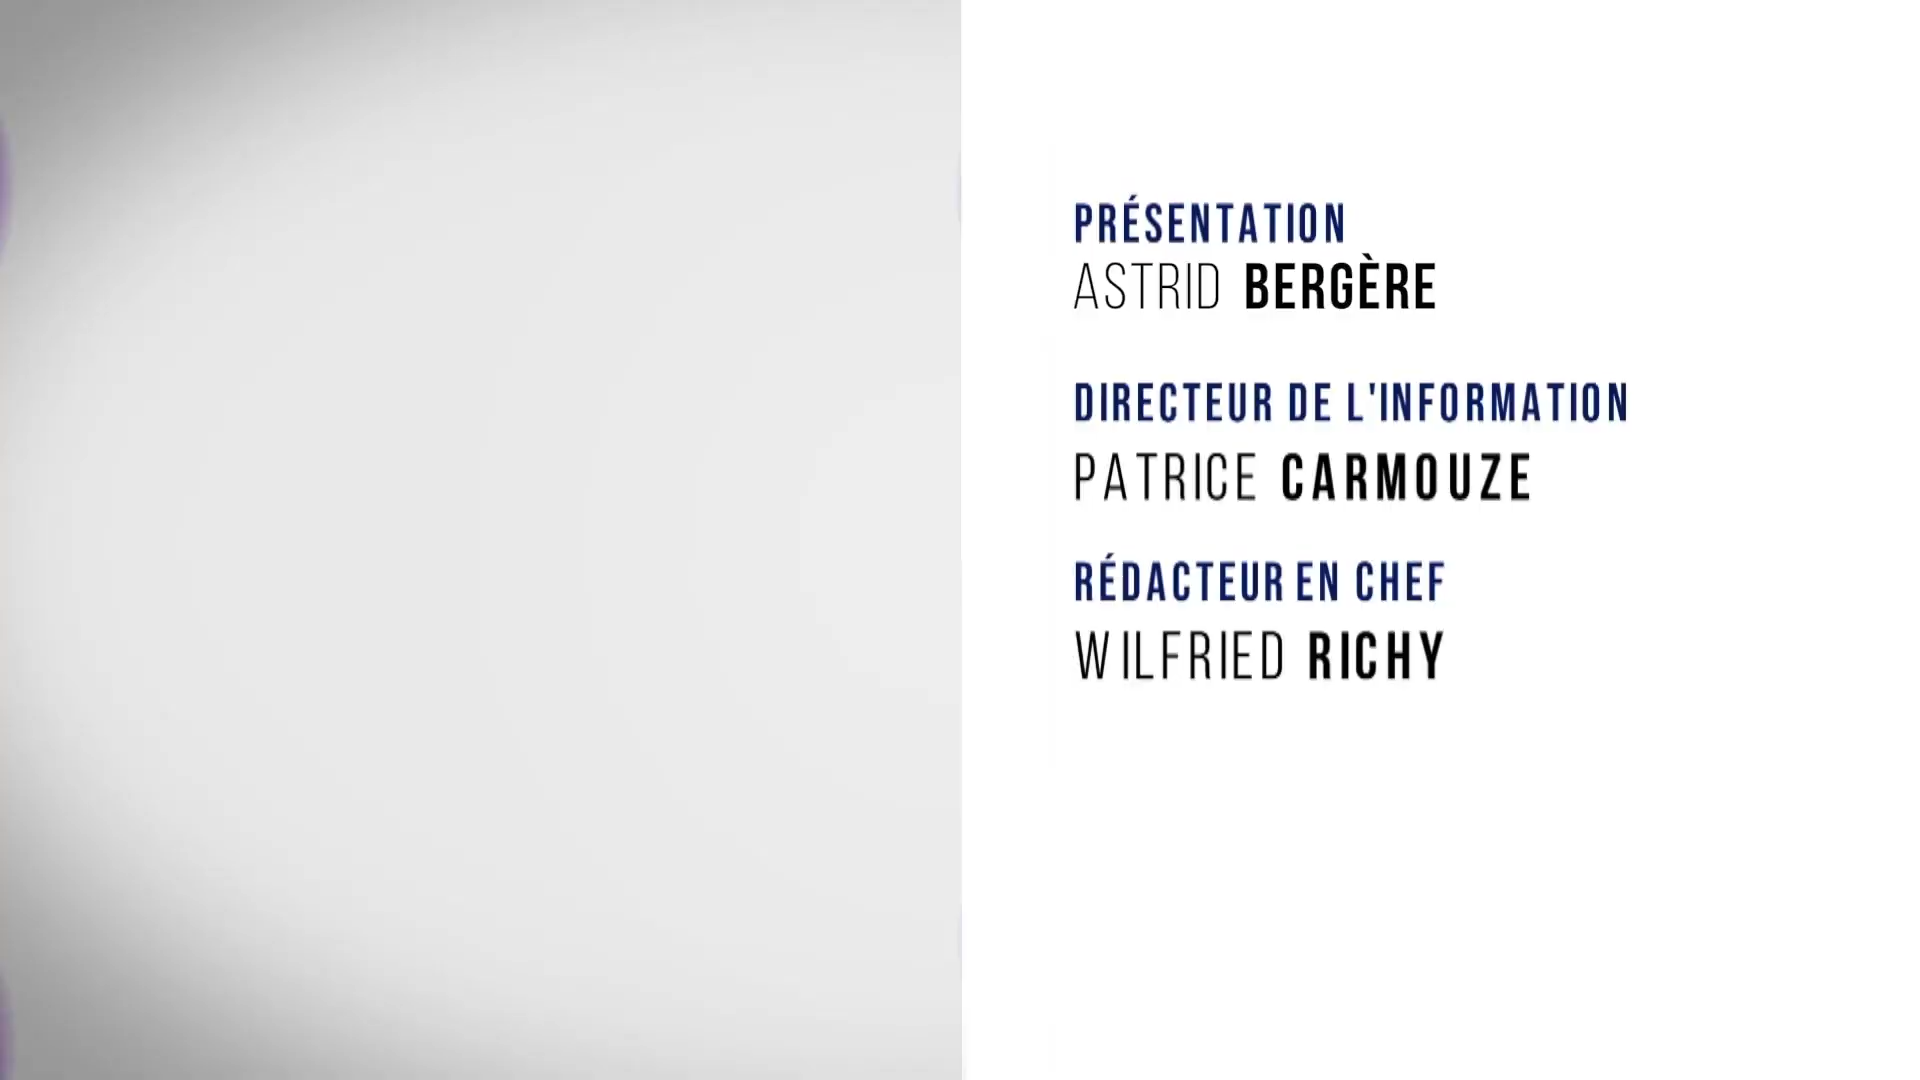 PRÉSENTATION
ASTRID BERGÈRE
DIRECTEUR DE L'INFORMATION
PATRICE CARMOUZE
RÉDACTEUR EN CHEF
WILFRIED RICHY